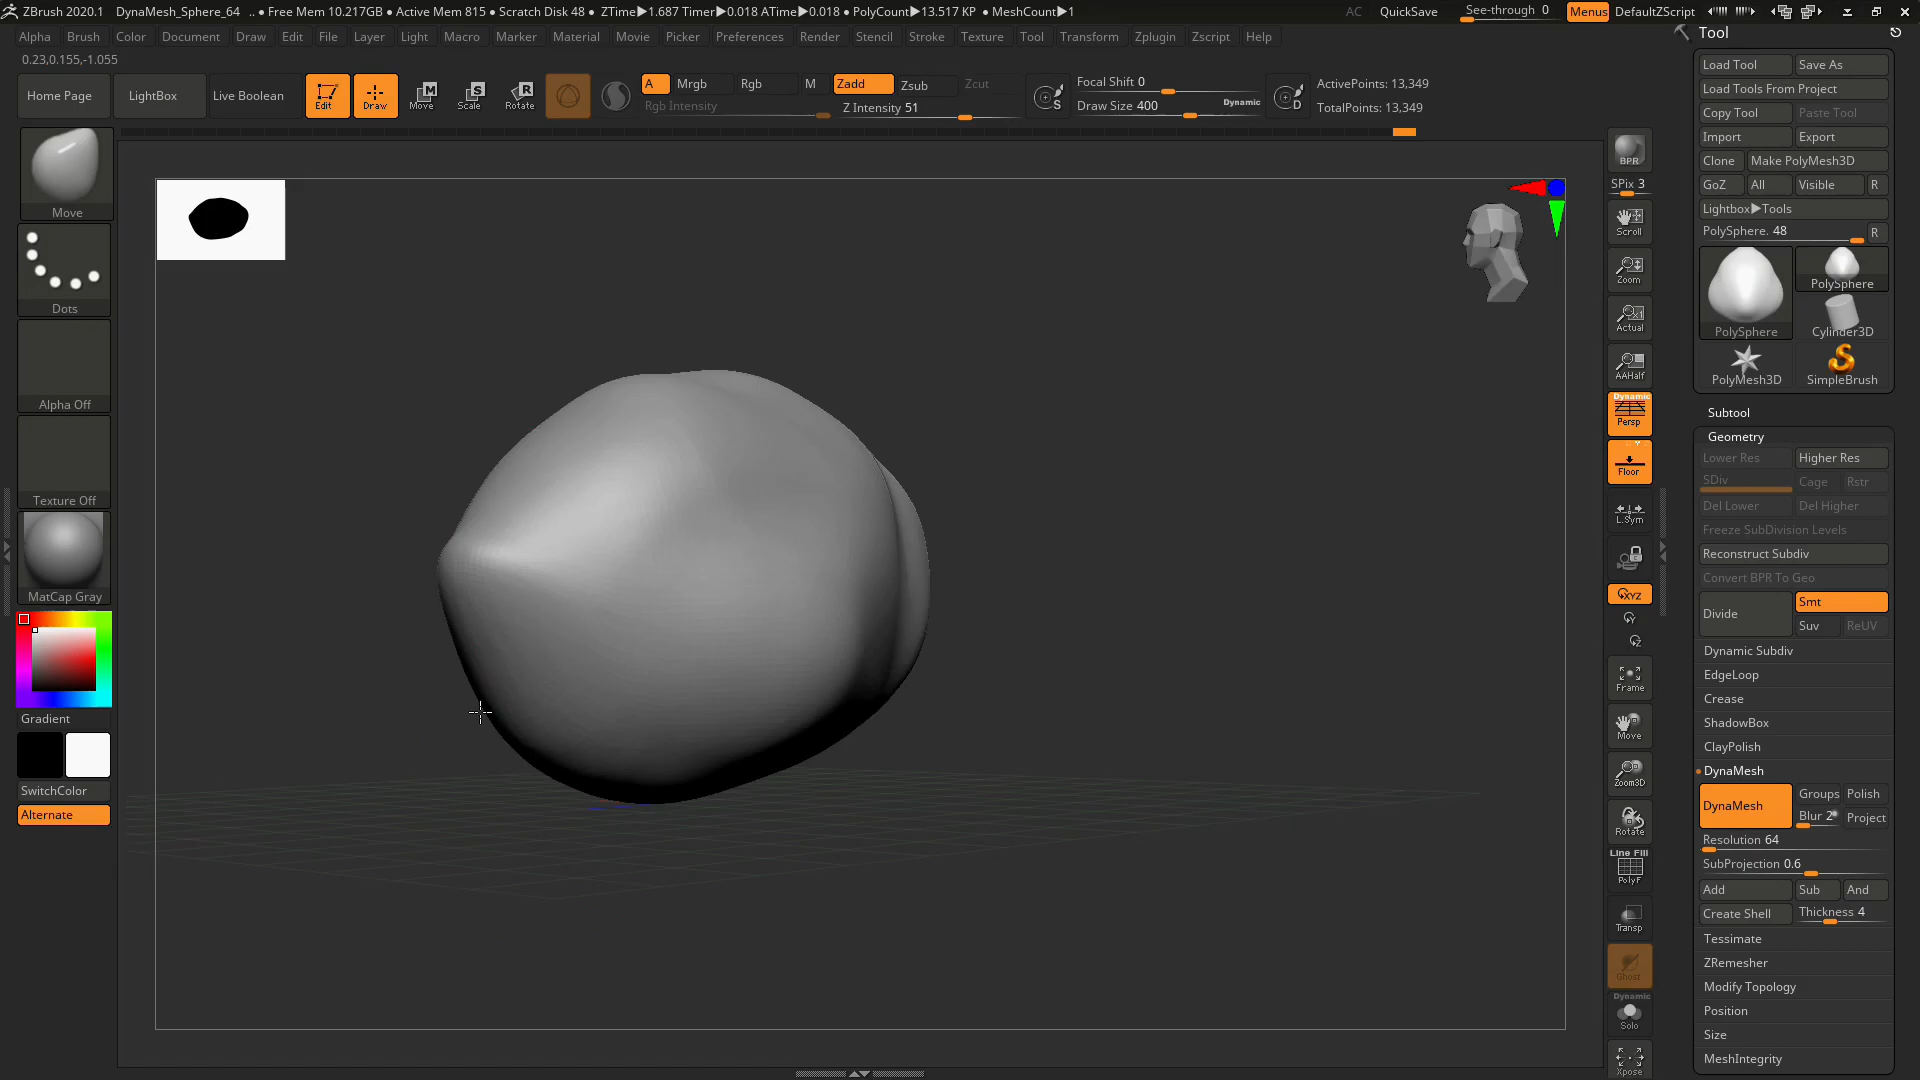 ZBrush 2020.1 DynaMesh_Sphere_64 .. ● Free Mem 10.217GB ● Active Mem 815 ● Scratch Disk 48 ● ZTime▶1.687 Timer▶0.018 ATime▶0.018 ● PolyCount▶13.517 KP ● MeshCount▶1 AC QuickSave See-through 0 Menus DefaultZScript
Alpha Brush Color Document Draw Edit File Layer Light Macro Marker Material Movie Picker Preferences Render Stencil Stroke Texture Tool Transform Zplugin Zscript Help
0.23,0.155,-1.055
Home Page LightBox Live Boolean Edit Draw Move Scale Rotate
A Mrgb Rgb M Zadd Zsub Zcut
Rgb Intensity Z Intensity 51
S Focal Shift 0
Draw Size 400 Dynamic
D ActivePoints: 13,349
TotalPoints: 13,349
Move
Dots
Alpha Off
Texture Off
MatCap Gray
Gradient
SwitchColor
Alternate
BPR
SPix 3
Scroll
Zoom
Actual
AAHalf
Dynamic
Persp
Floor
L.Sym
XYZ
Y
Z
Frame
Move
Zoom3D
Rotate
Line Fill
PolyF
Transp
Ghost
Dynamic
Solo
Xpose
Tool
Load Tool Save As
Load Tools From Project
Copy Tool Paste Tool
Import Export
Clone Make PolyMesh3D
GoZ All Visible R
Lightbox▶Tools
PolySphere. 48 R
PolySphere PolySphere
Cylinder3D
PolyMesh3D SimpleBrush
Subtool
Geometry
Lower Res Higher Res
SDiv Cage Rstr
Del Lower Del Higher
Freeze SubDivision Levels
Reconstruct Subdiv
Convert BPR To Geo
Divide Smt
Suv ReUV
Dynamic Subdiv
EdgeLoop
Crease
ShadowBox
ClayPolish
DynaMesh
DynaMesh Groups Polish
Blur 2 Project
Resolution 64
SubProjection 0.6
Add Sub And
Create Shell Thickness 4
Tessimate
ZRemesher
Modify Topology
Position
Size
MeshIntegrity